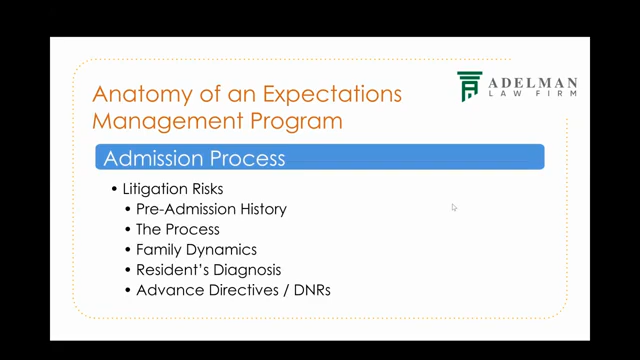 Anatomy of an Expectations
Management Program
ADELMAN
LAW FIRM
Admission Process
• Litigation Risks
• Pre-Admission History
• The Process
• Family Dynamics
• Resident's Diagnosis
• Advance Directives / DNRs